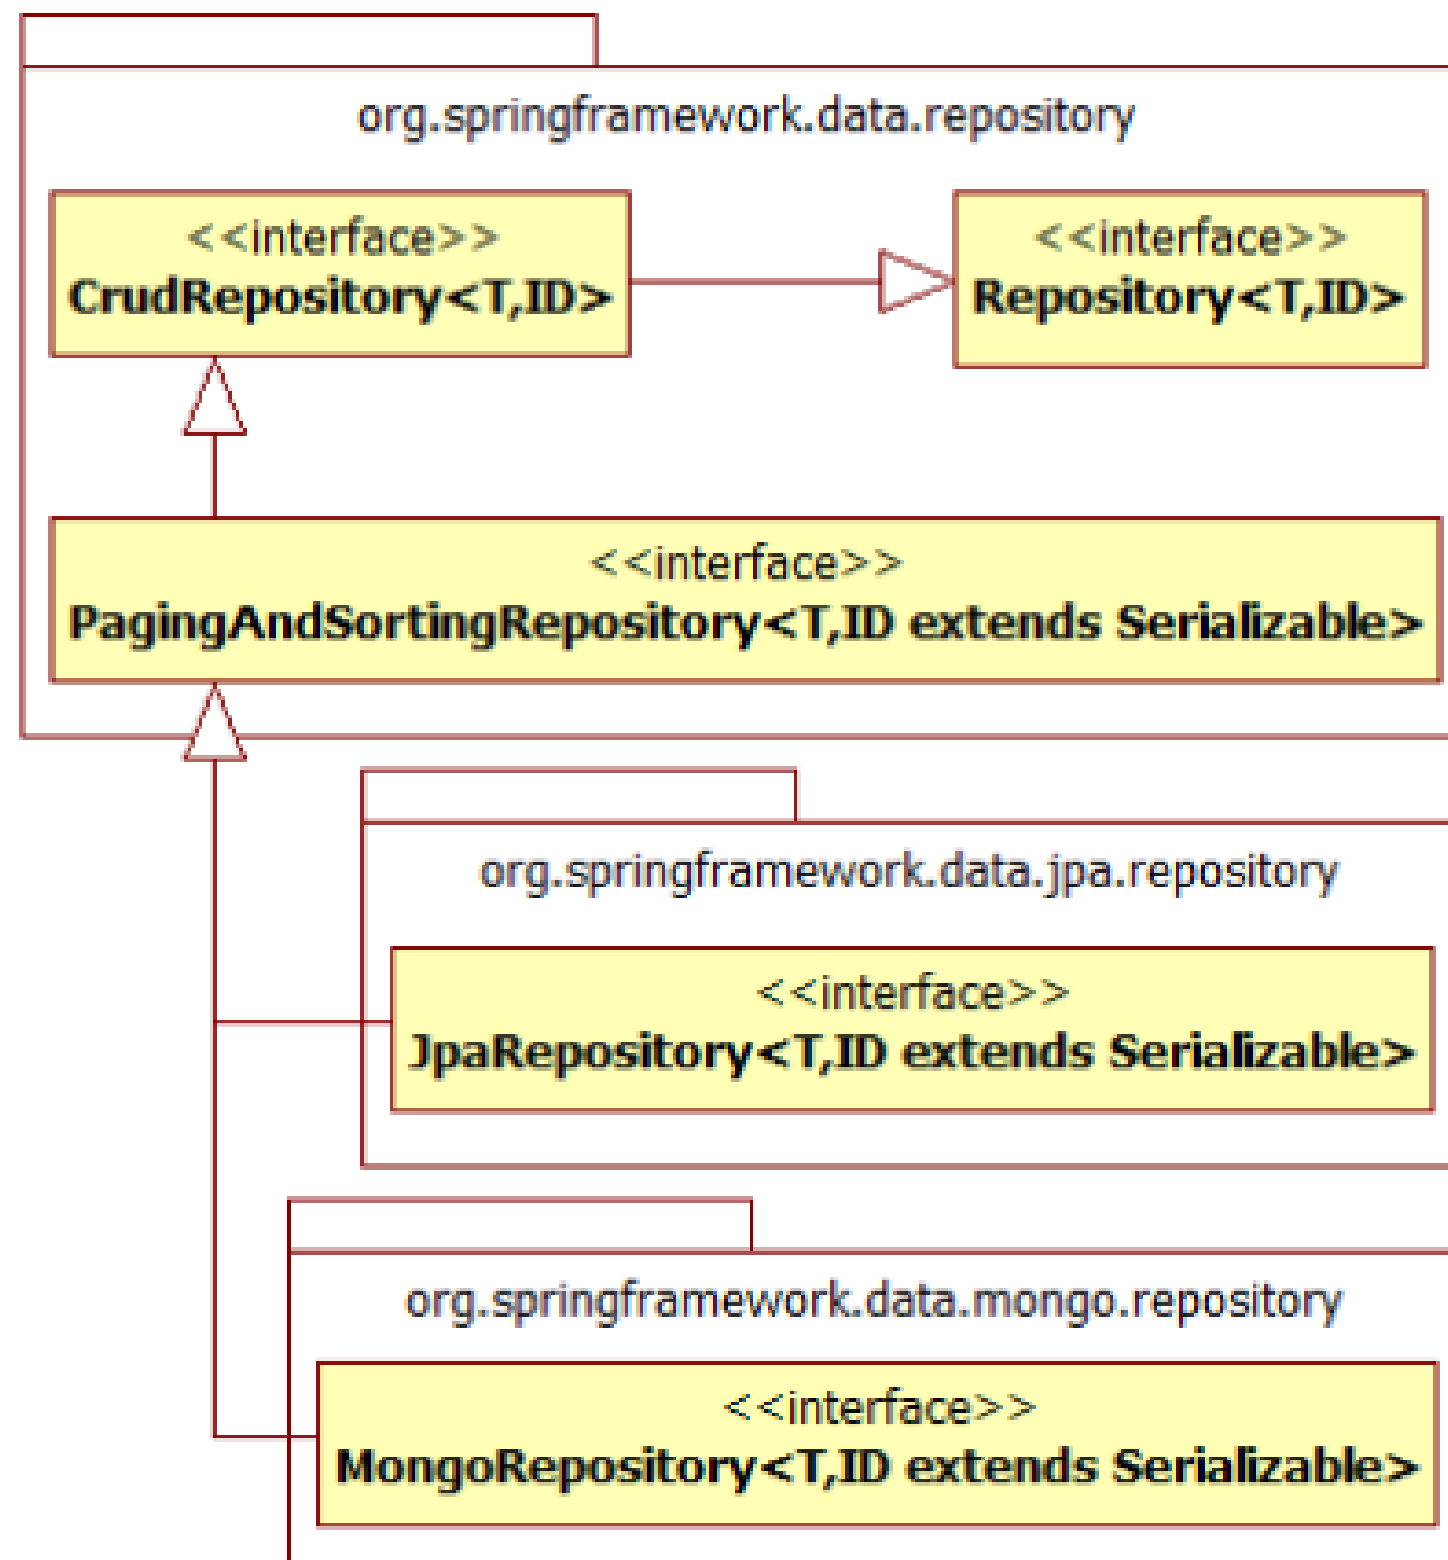 org.springframework.data.repository
<<interface>>
CrudRepository<T,ID>
<<interface>>
Repository<T,ID>
<<interface>>
PagingAndSortingRepository<T,ID extends Serializable>
org.springframework.data.jpa.repository
<<interface>>
JpaRepository<T,ID extends Serializable>
org.springframework.data.mongo.repository
<<interface>>
MongoRepository<T,ID extends Serializable>